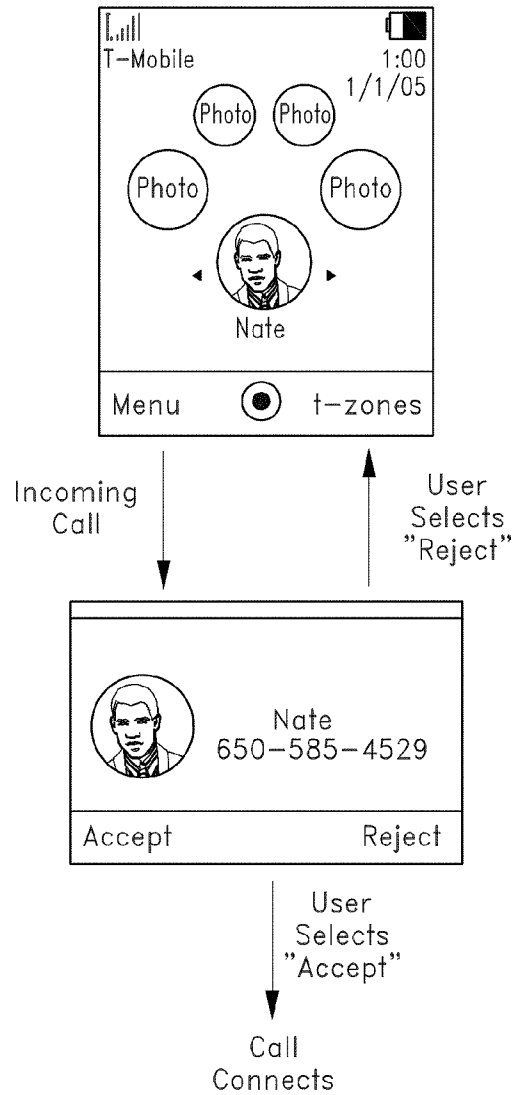 T-Mobile
1:00
1/1/05
Photo Photo
Photo Photo
Nate
Menu t-zones
Incoming
Call
User
Selects
"Reject"
Nate
650-585-4529
Accept Reject
User
Selects
"Accept"
Call
Connects